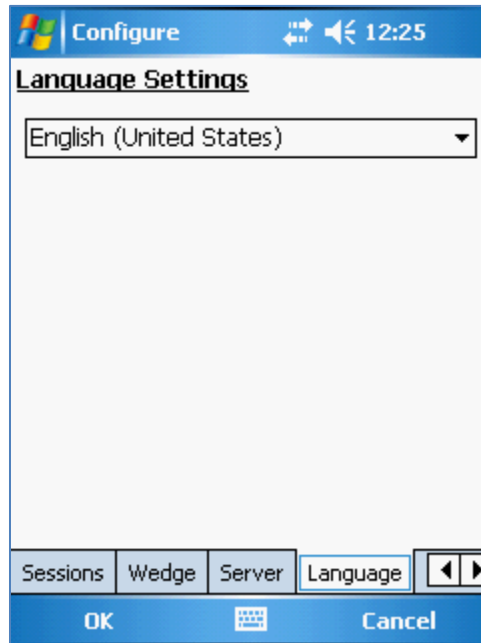 Configure 12:25
Language Settings
English (United States)
Sessions Wedge Server Language
OK Cancel